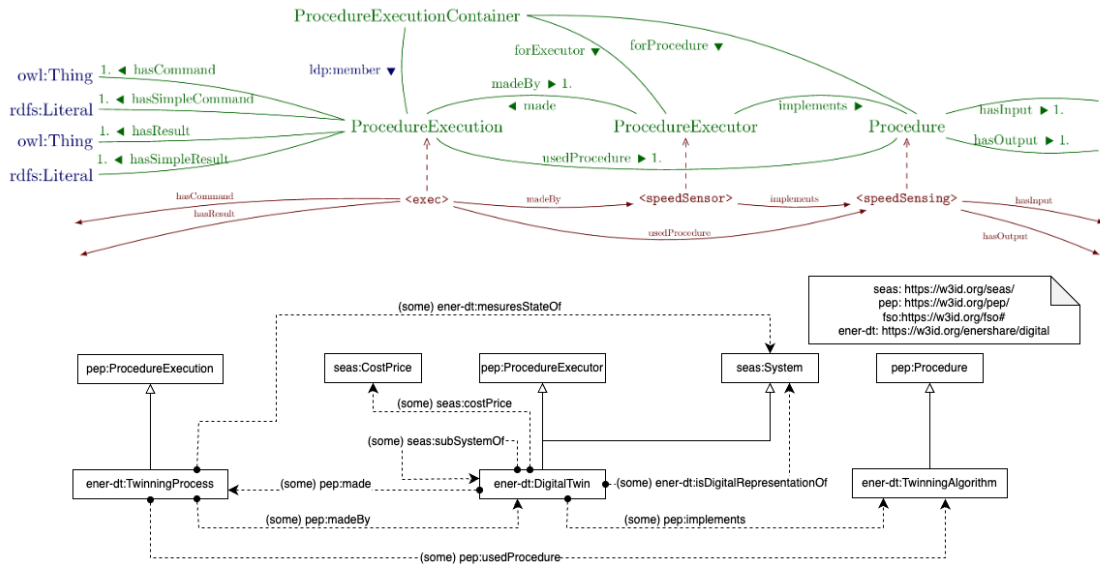 ProcedureExecutionContainer
forExecutor ▼
forProcedure ▼
ldp:member ▼
owl:Thing
1. ◄ hasCommand
rdfs:Literal
1. ◄ hasSimpleCommand
owl:Thing
1. ◄ hasResult
rdfs:Literal
1. ◄ hasSimpleResult
madeBy ► 1.
◄ made
implements ►
hasInput ► 1.
hasOutput ► 1.
ProcedureExecution
ProcedureExecutor
Procedure
usedProcedure ► 1.
hasCommand
hasResult
<exec>
madeBy
<speedSensor>
implements
<speedSensing>
hasInput
usedProcedure
hasOutput
seas: https://w3id.org/seas/
pep: https://w3id.org/pep/
fso:https://w3id.org/fso#
ener-dt: https://w3id.org/enershare/digital
(some) ener-dt:mesuresStateOf
pep:ProcedureExecution
seas:CostPrice
pep:ProcedureExecutor
seas:System
pep:Procedure
(some) seas:costPrice
(some) seas:subSystemOf
ener-dt:TwinningProcess
(some) pep:made
ener-dt:DigitalTwin
(some) ener-dt:isDigitalRepresentationOf
ener-dt:TwinningAlgorithm
(some) pep:madeBy
(some) pep:implements
(some) pep:usedProcedure